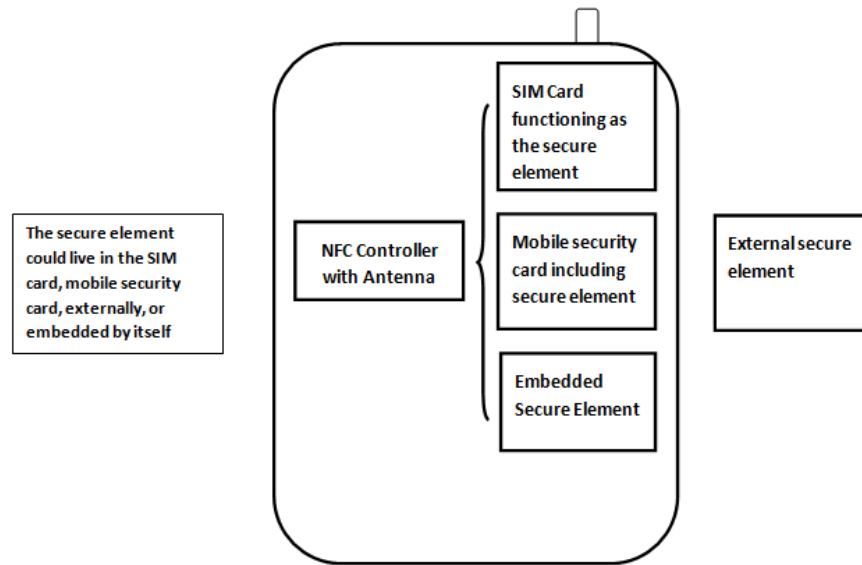 The secure element
could live in the SIM
card, mobile security
card, externally, or
embedded by itself
NFC Controller
with Antenna
SIM Card
functioning as
the secure
element
Mobile security
card including
secure element
Embedded
Secure Element
External secure
element